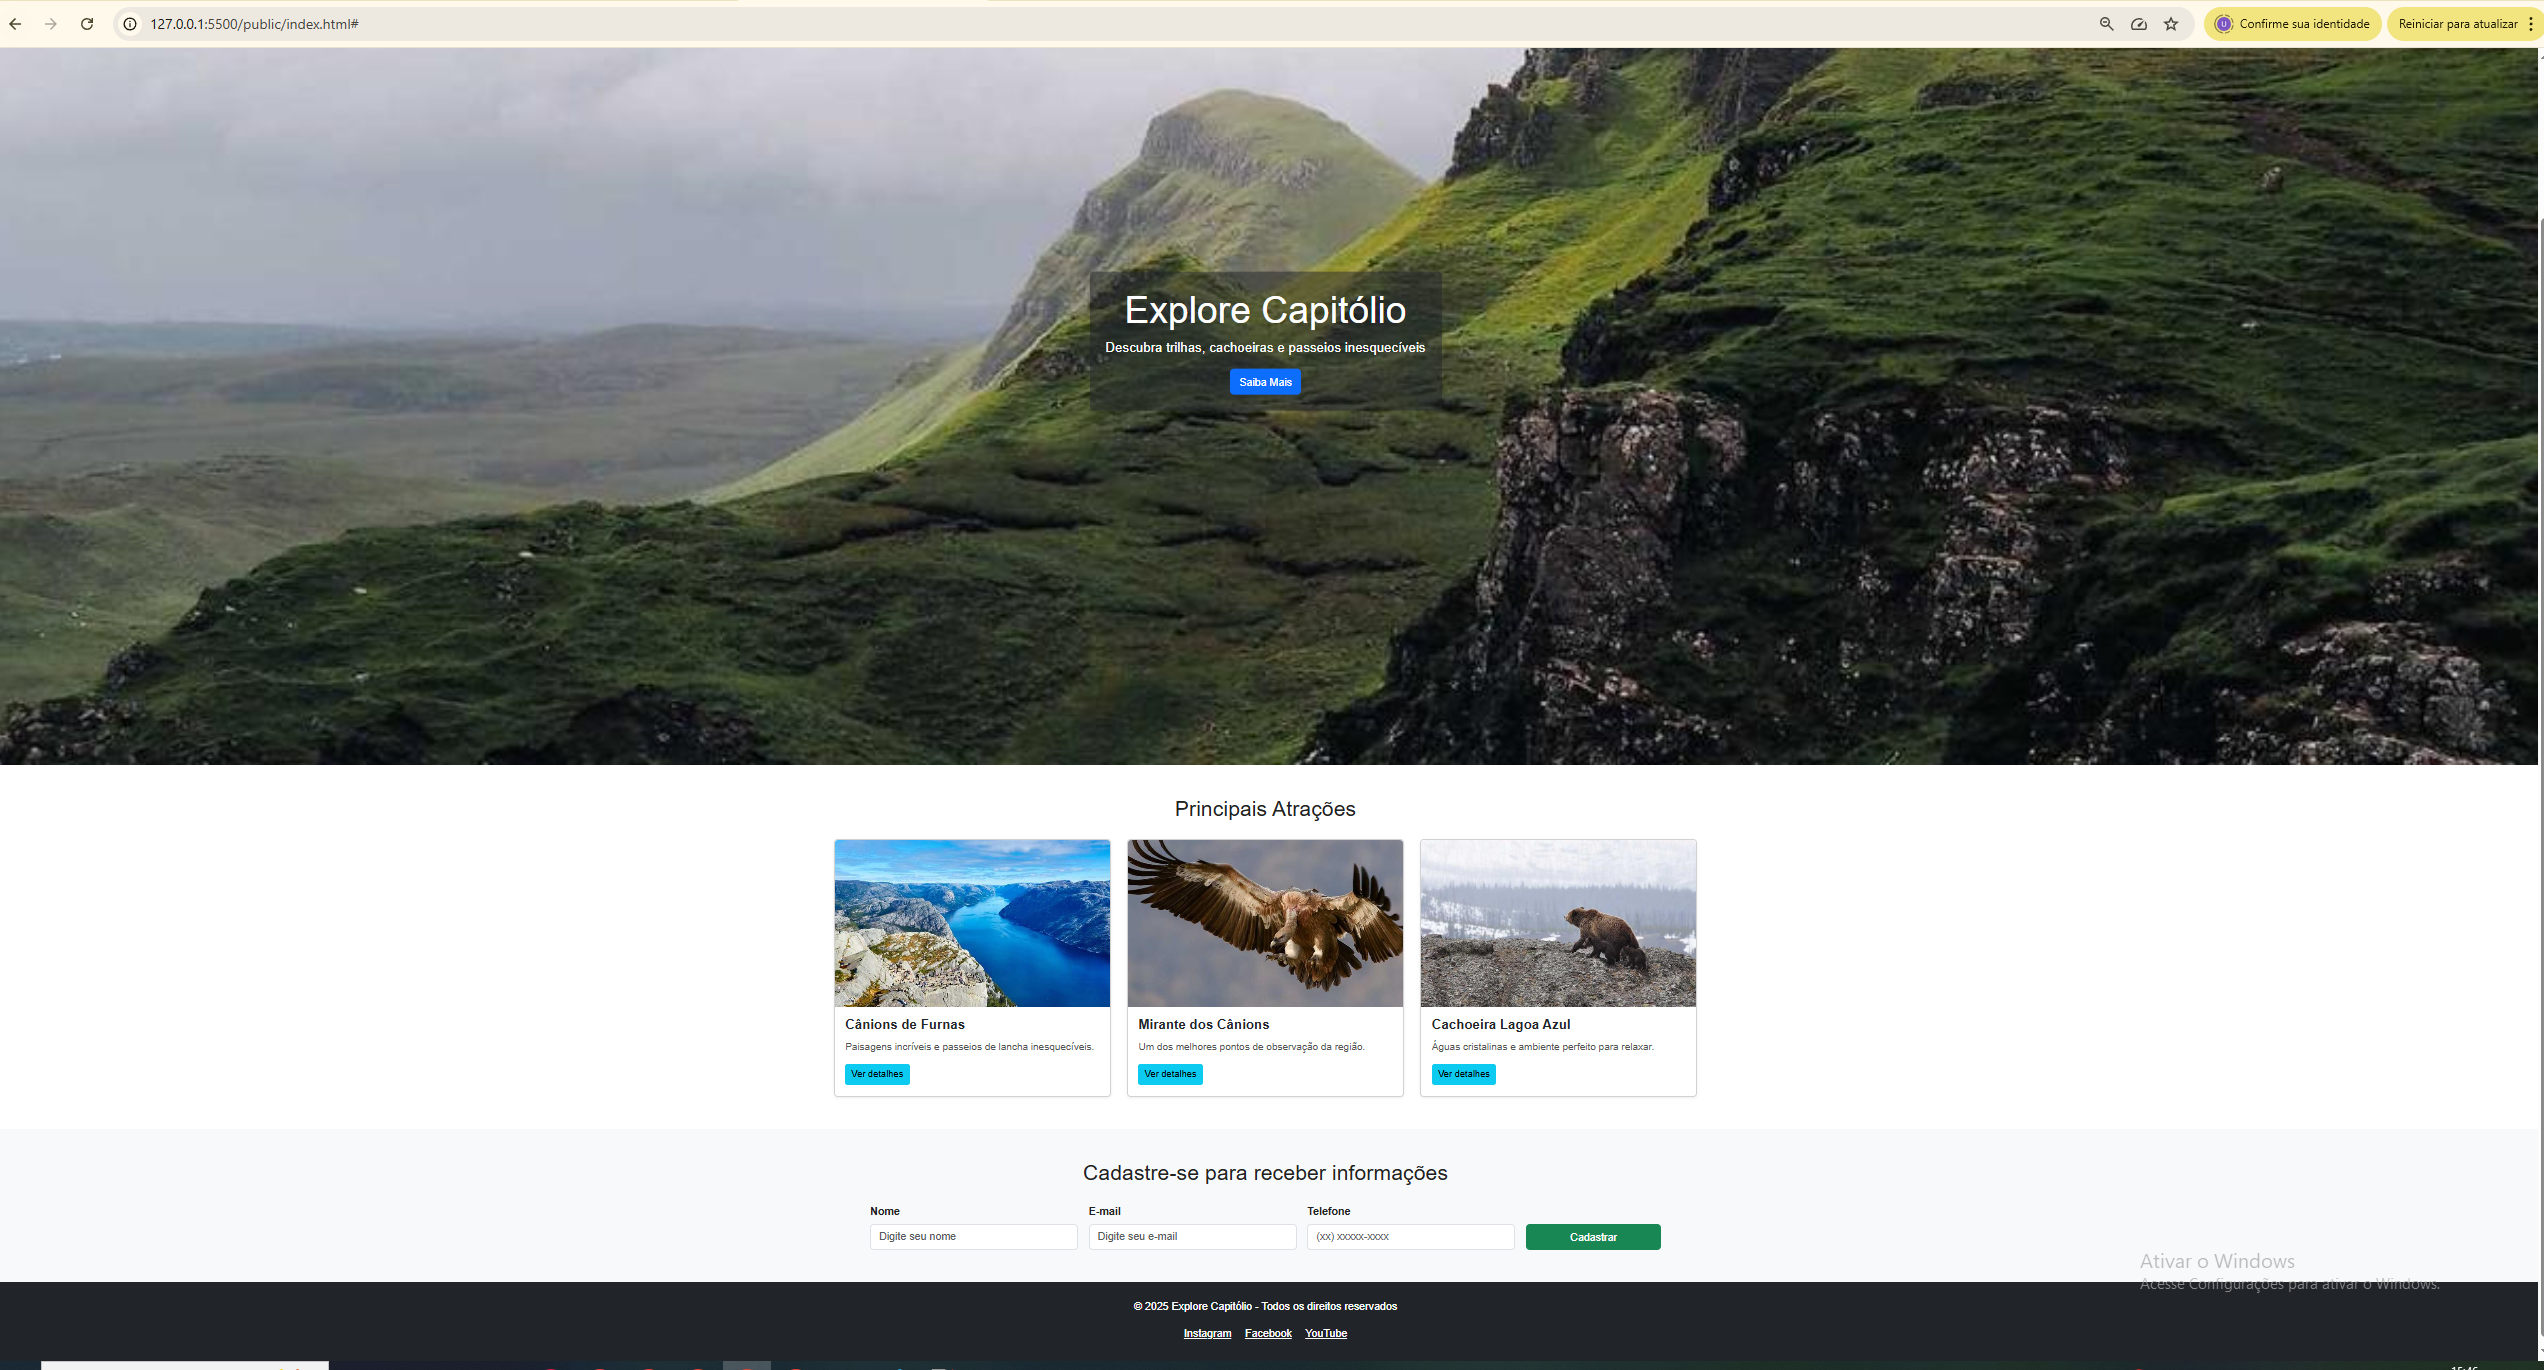 127.0.0.1:5500/public/index.html#
Confirme sua identidade
Reiniciar para atualizar
Explore Capitólio
Descubra trilhas, cachoeiras e passeios inesquecíveis
Saiba Mais
Principais Atrações
Cânions de Furnas
Paisagens incríveis e passeios de lancha inesquecíveis.
Ver detalhes
Mirante dos Cânions
Um dos melhores pontos de observação da região.
Ver detalhes
Cachoeira Lagoa Azul
Águas cristalinas e ambiente perfeito para relaxar.
Ver detalhes
Cadastre-se para receber informações
Nome
E-mail
Telefone
Digite seu nome
Digite seu e-mail
(xx) xxxxx-xxxx
Cadastrar
Ativar o Windows
Acesse Configurações para ativar o Windows.
© 2025 Explore Capitólio - Todos os direitos reservados
Instagram Facebook YouTube